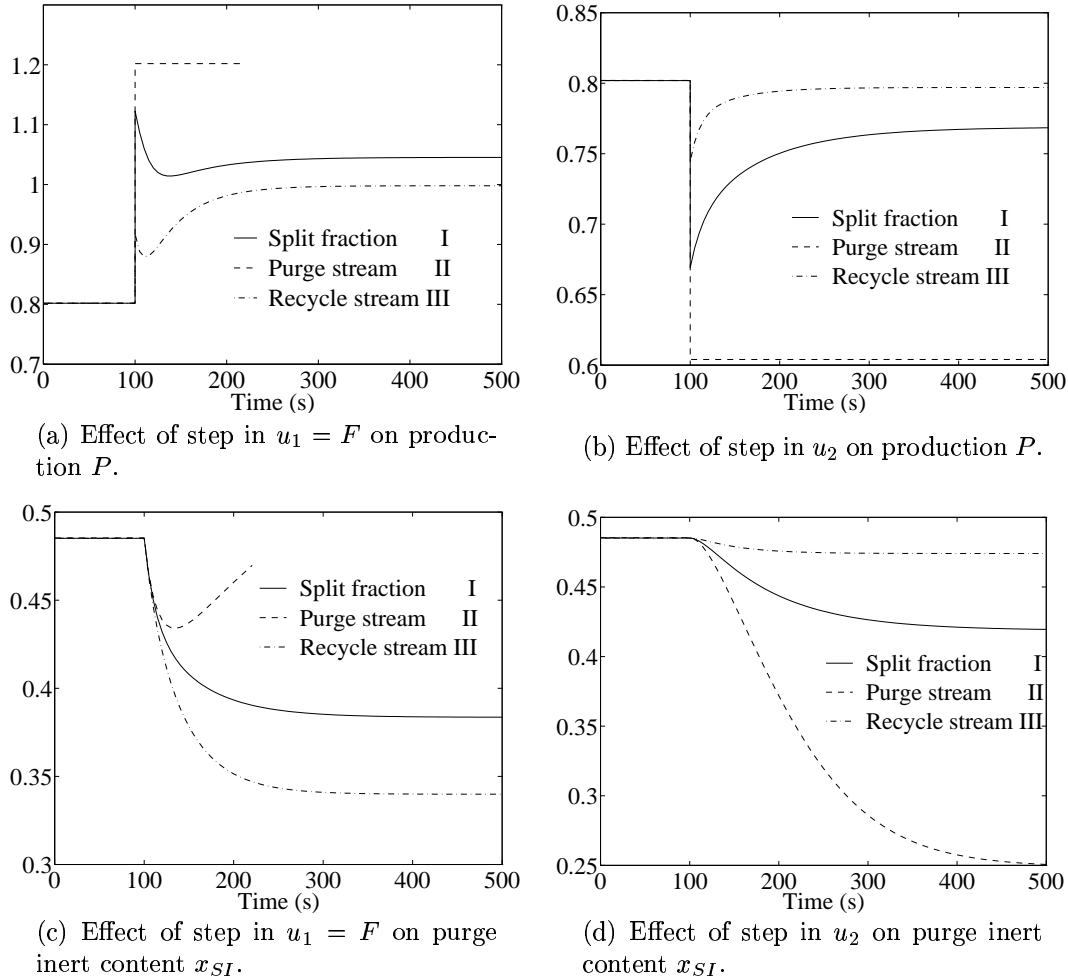 1.2
1.1
1
0.9
0.8
0.7
0 100 200 300 400 500
Time (s)
Split fraction I
Purge stream II
Recycle stream III
(a) Effect of step in u₁ = F on produc-
tion P.
0.85
0.8
0.75
0.7
0.65
0.6
0 100 200 300 400 500
Time (s)
Split fraction I
Purge stream II
Recycle stream III
(b) Effect of step in u₂ on production P.
0.5
0.45
0.4
0.35
0.3
0 100 200 300 400 500
Time (s)
Split fraction I
Purge stream II
Recycle stream III
(c) Effect of step in u₁ = F on purge
inert content x_{SI}.
0.5
0.45
0.4
0.35
0.3
0.25
0 100 200 300 400 500
Time (s)
Split fraction I
Purge stream II
Recycle stream III
(d) Effect of step in u₂ on purge inert
content x_{SI}.